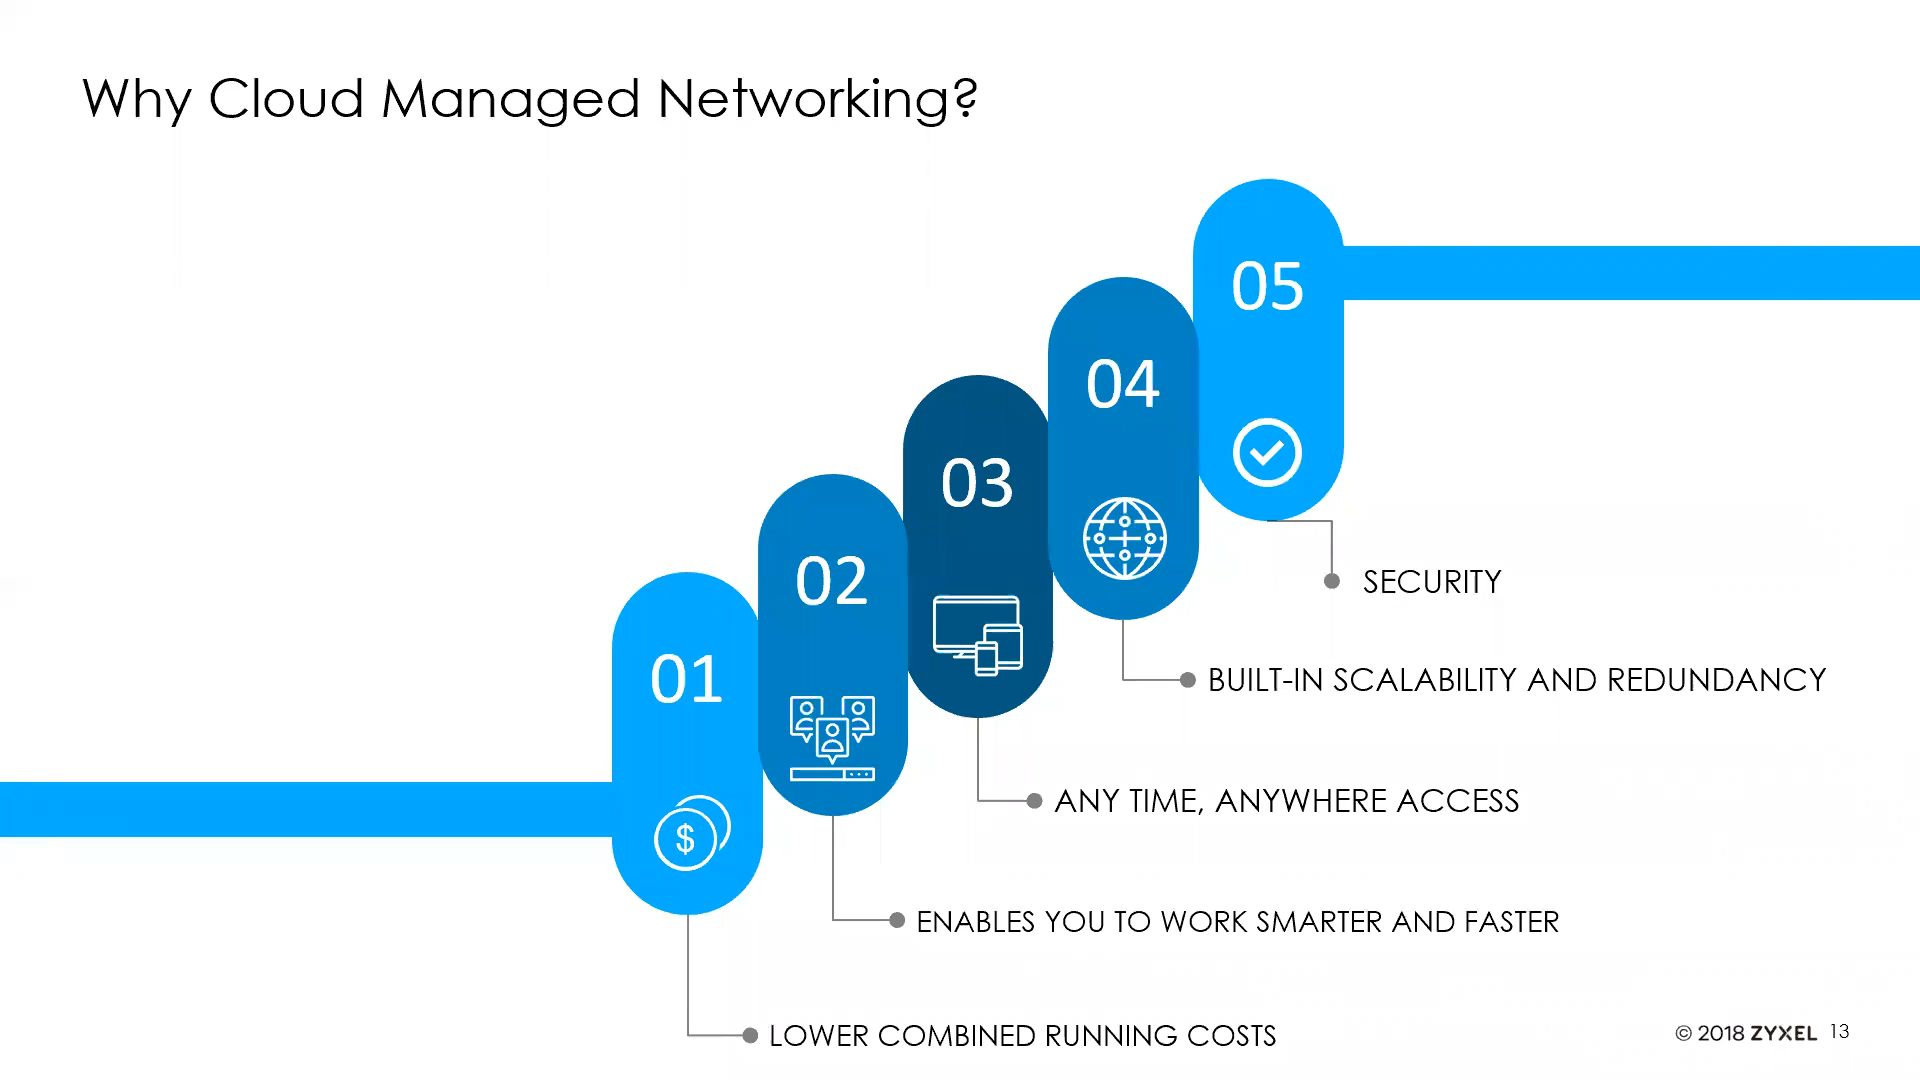 Why Cloud Managed Networking?
05
04
03
02
01
$
SECURITY
BUILT-IN SCALABILITY AND REDUNDANCY
ANY TIME, ANYWHERE ACCESS
ENABLES YOU TO WORK SMARTER AND FASTER
LOWER COMBINED RUNNING COSTS
© 2018 ZYXEL 13